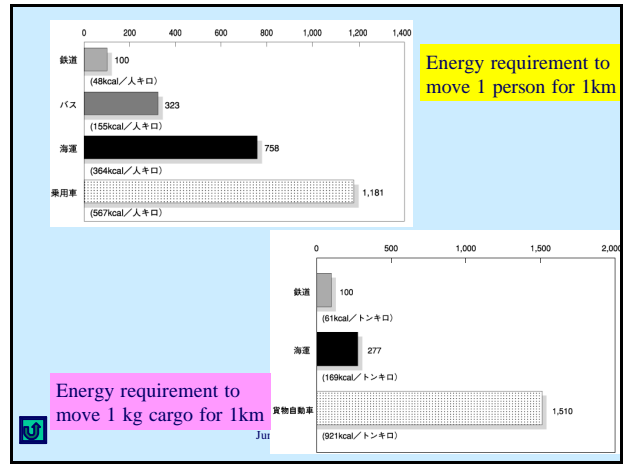 0 200 400 600 800 1,000 1,200 1,400
鉄道 100
(48kcal／人キロ)
バス 323
(155kcal／人キロ)
海運 758
(364kcal／人キロ)
乗用車 1,181
(567kcal／人キロ)
Energy requirement to
move 1 person for 1km
0 500 1,000 1,500 2,000
鉄道 100
(61kcal／トンキロ)
海運 277
(169kcal／トンキロ)
貨物自動車 1,510
(921kcal／トンキロ)
Energy requirement to
move 1 kg cargo for 1km